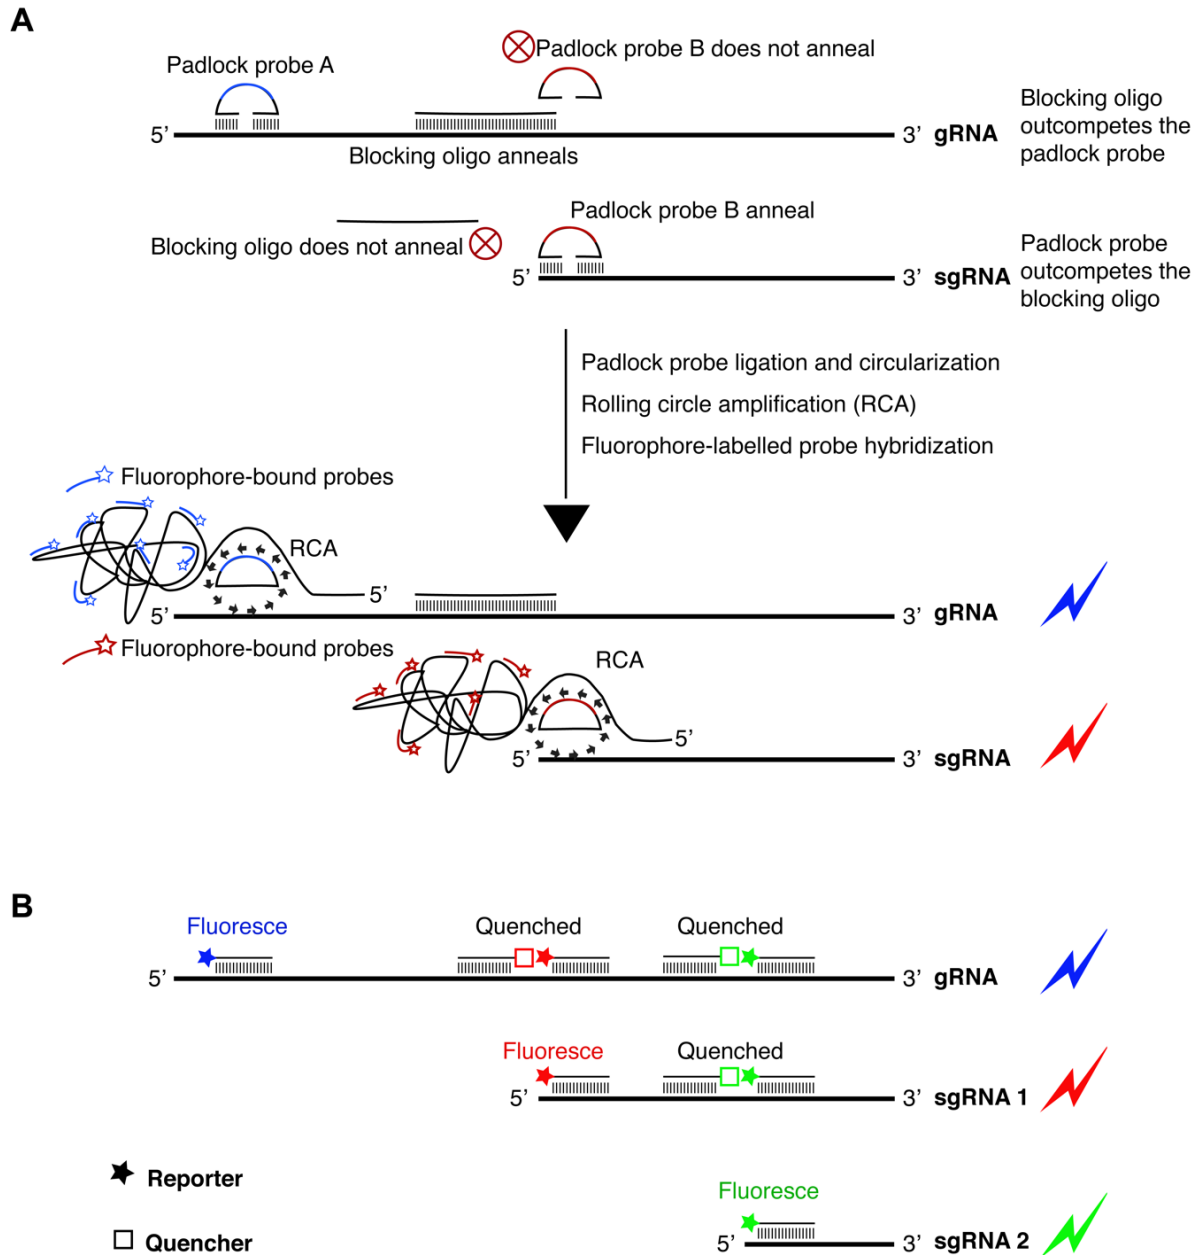 A
Padlock probe A
Padlock probe B does not anneal
5’
3’ gRNA
Blocking oligo anneals
Blocking oligo
outcompetes the
padlock probe
Padlock probe B anneal
Blocking oligo does not anneal
5’
3’ sgRNA
Padlock probe
outcompetes the
blocking oligo
Padlock probe ligation and circularization
Rolling circle amplification (RCA)
Fluorophore-labelled probe hybridization
Fluorophore-bound probes
RCA
5’
5’
3’ gRNA
Fluorophore-bound probes
RCA
5’
5’
3’ sgRNA
B
Fluoresce
Quenched
Quenched
5’
3’ gRNA
Fluoresce
Quenched
5’
3’ sgRNA 1
Reporter
Fluoresce
Quencher
5’
3’ sgRNA 2